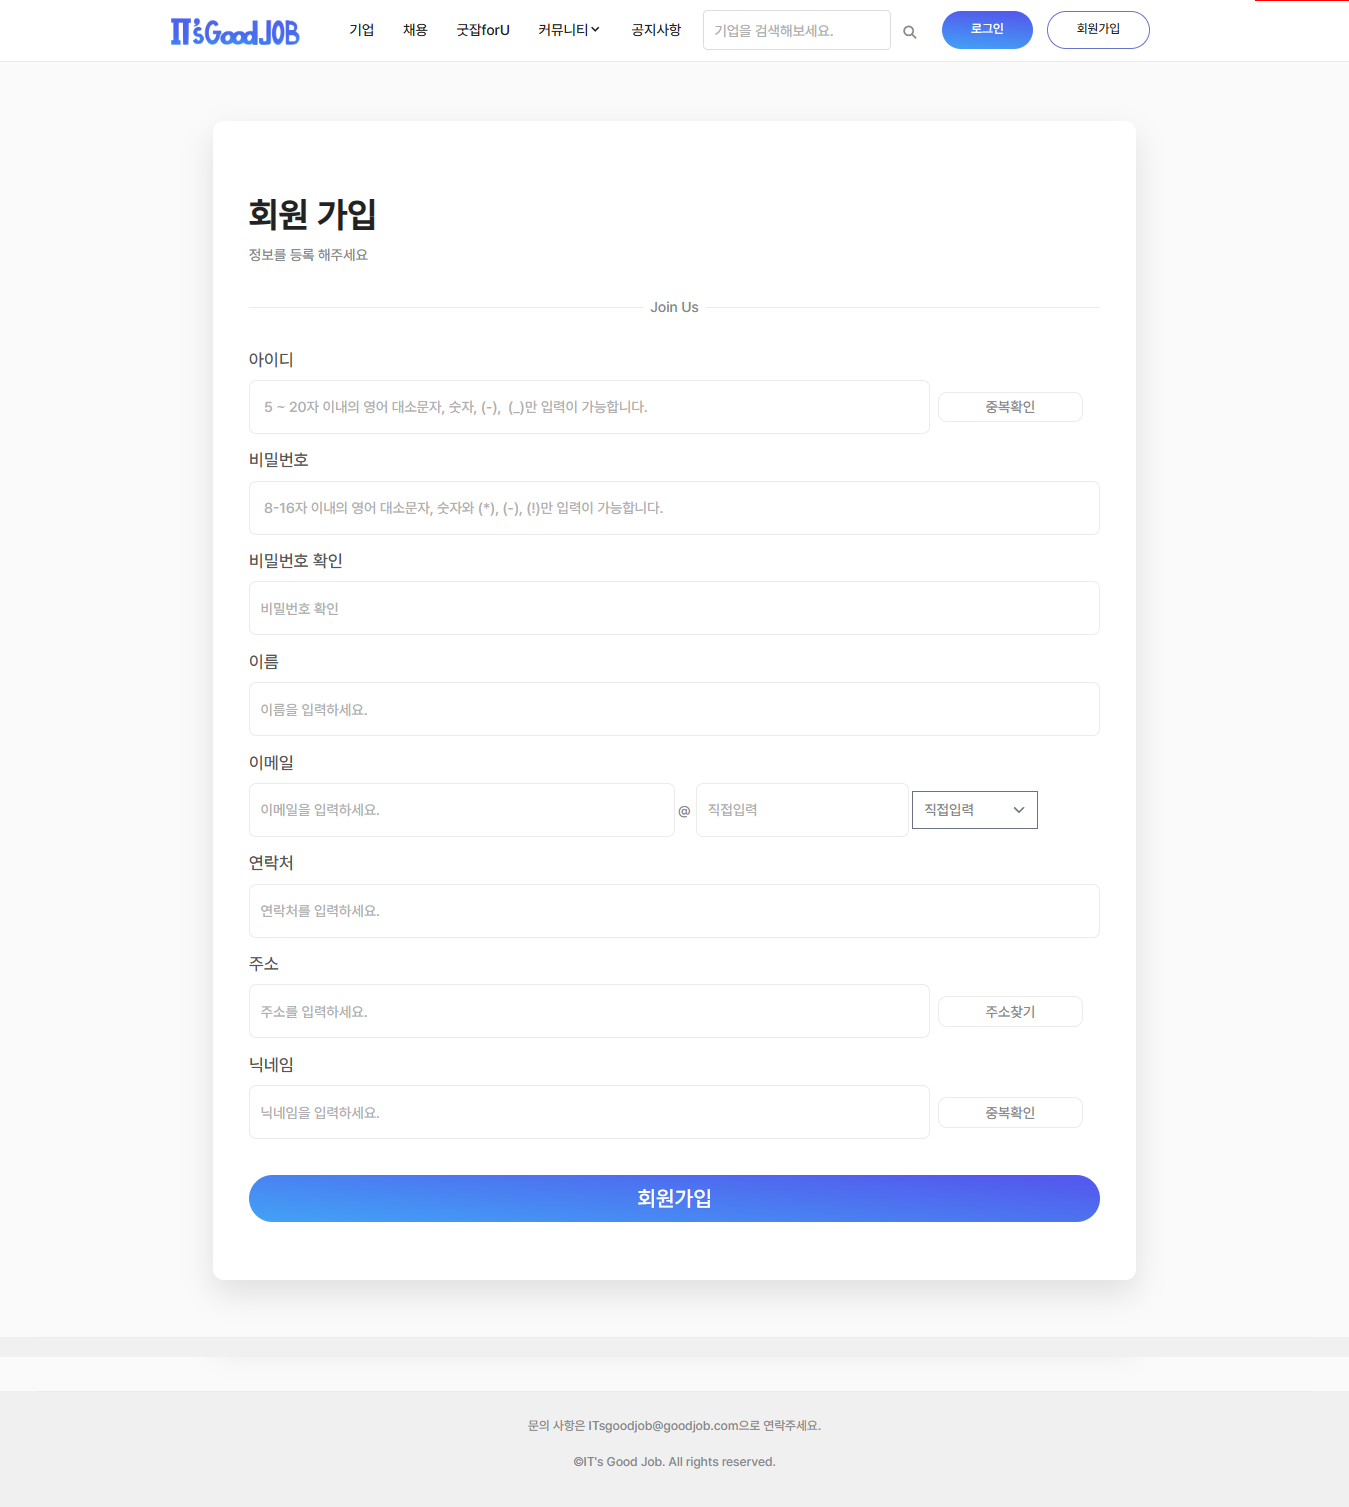 IT's Good JOB
기업 채용 굿잡forU 커뮤니티 공지사항 기업을 검색해보세요. 로그인 회원가입
회원 가입
정보를 등록 해주세요
Join Us
아이디
5 ~ 20자 이내의 영어 대소문자, 숫자, (-), (_)만 입력이 가능합니다. 중복확인
비밀번호
8-16자 이내의 영어 대소문자, 숫자와 (*), (-), (!)만 입력이 가능합니다.
비밀번호 확인
비밀번호 확인
이름
이름을 입력하세요.
이메일
이메일을 입력하세요. @ 직접입력 직접입력
연락처
연락처를 입력하세요.
주소
주소를 입력하세요. 주소찾기
닉네임
닉네임을 입력하세요. 중복확인
회원가입
문의 사항은 ITsgoodjob@goodjob.com으로 연락주세요.
©IT's Good Job. All rights reserved.